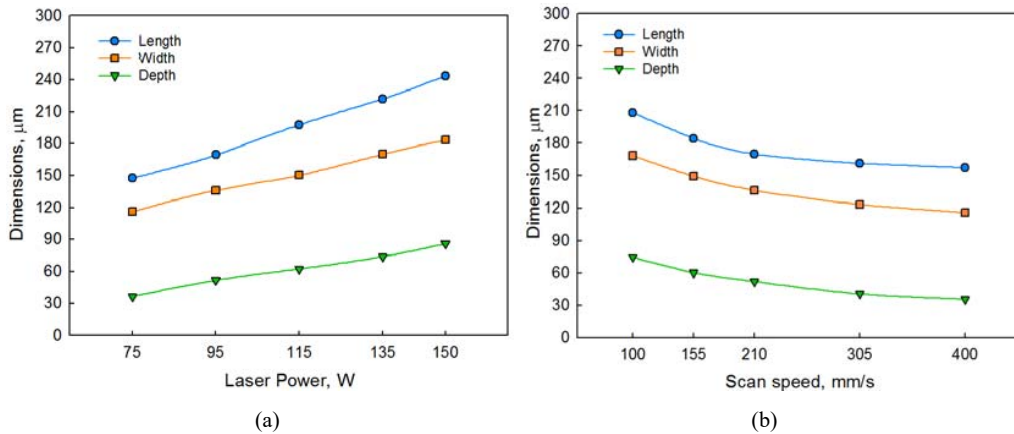 300
270
240
210
180
150
120
90
60
30
0
Dimensions, µm
Length
Width
Depth
75 95 115 135 150
Laser Power, W
(a)
300
270
240
210
180
150
120
90
60
30
0
Dimensions, µm
Length
Width
Depth
100 155 210 305 400
Scan speed, mm/s
(b)